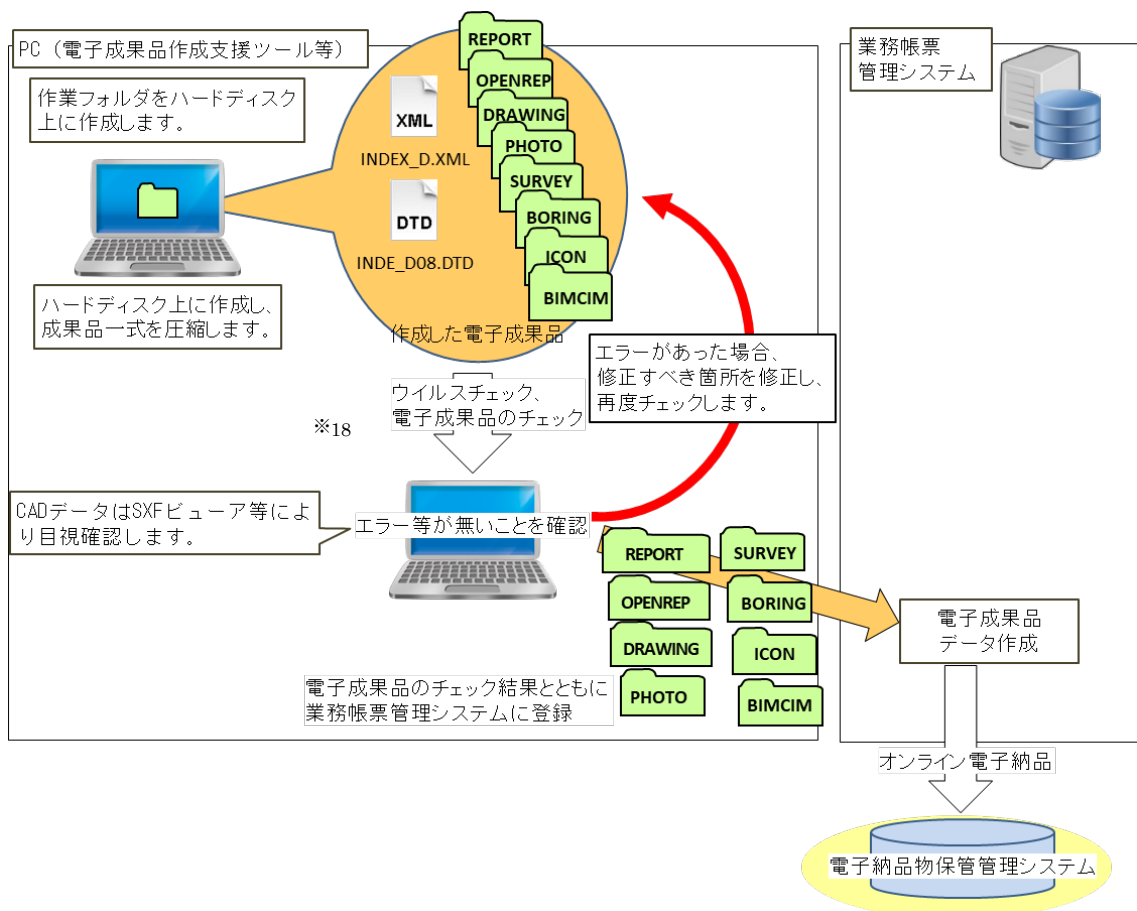 PC（電子成果品作成支援ツール等）
作業フォルダをハードディスク
上に作成します。
ハードディスク上に作成し、
成果品一式を圧縮します。
XML
INDEX_D.XML
DTD
INDE_D08.DTD
REPORT
OPENREP
DRAWING
PHOTO
SURVEY
BORING
ICON
BIMCIM
作成した電子成果品
業務帳票
管理システム
エラーがあった場合、
修正すべき箇所を修正し、
再度チェックします。
ウイルスチェック、
電子成果品のチェック
※18
CADデータはSXFビューア等によ
り目視確認します。
エラー等が無いことを確認
REPORT
SURVEY
OPENREP
BORING
DRAWING
ICON
PHOTO
BIMCIM
電子成果品のチェック結果とともに
業務帳票管理システムに登録
電子成果品
データ作成
オンライン電子納品
電子納品物保管管理システム